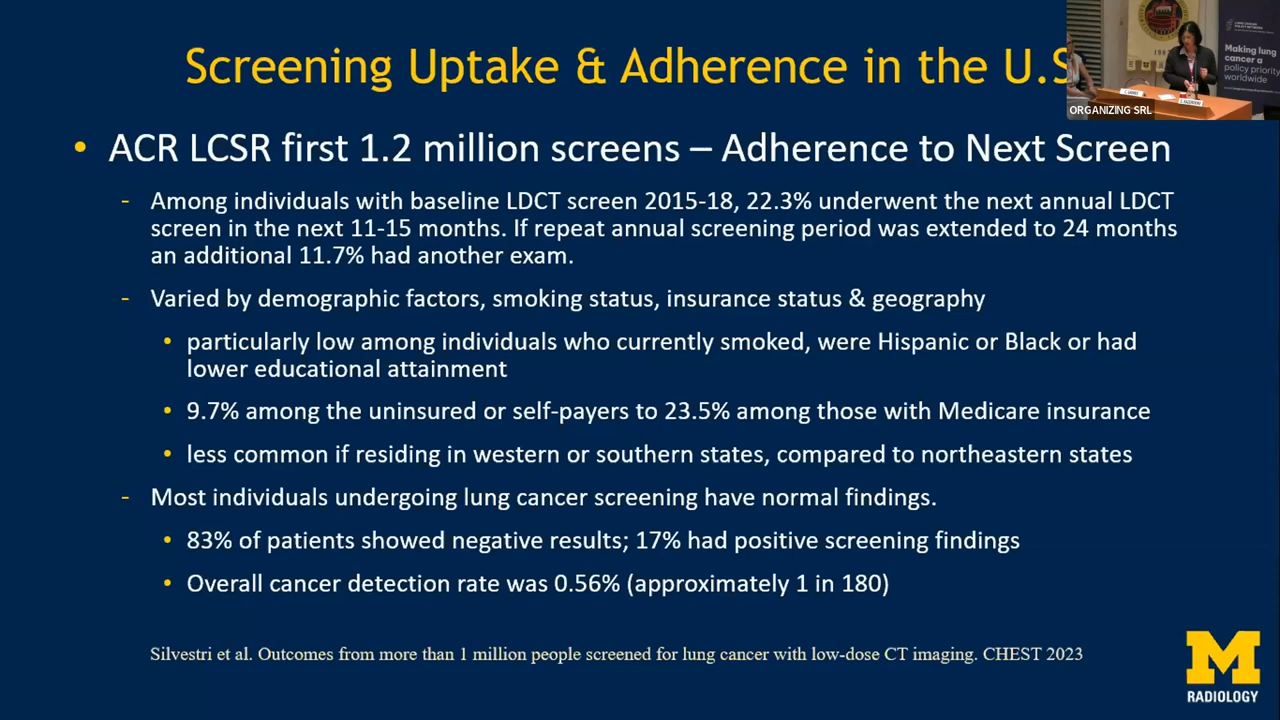 Screening Uptake & Adherence in the U.S
• ACR LCSR first 1.2 million screens – Adherence to Next Screen
- Among individuals with baseline LDCT screen 2015-18, 22.3% underwent the next annual LDCT
screen in the next 11-15 months. If repeat annual screening period was extended to 24 months
an additional 11.7% had another exam.
- Varied by demographic factors, smoking status, insurance status & geography
• particularly low among individuals who currently smoked, were Hispanic or Black or had
lower educational attainment
• 9.7% among the uninsured or self-payers to 23.5% among those with Medicare insurance
• less common if residing in western or southern states, compared to northeastern states
- Most individuals undergoing lung cancer screening have normal findings.
• 83% of patients showed negative results; 17% had positive screening findings
• Overall cancer detection rate was 0.56% (approximately 1 in 180)
Silvestri et al. Outcomes from more than 1 million people screened for lung cancer with low-dose CT imaging. CHEST 2023
M
RADIOLOGY
Making lung
cancer a
policy priority
worldwide
ORGANIZING SRL